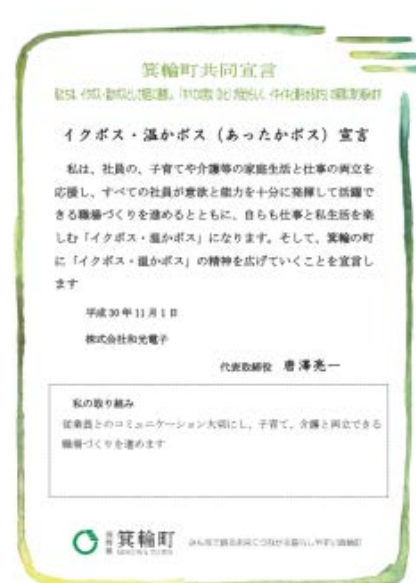 箕輪町共同宣言
イクボス・温かボス（あったかボス）宣言
私は、社員の、子育てや介護等の家庭生活と仕事の両立を
応援し、すべての社員が意欲と能力を十分に発揮して活躍で
きる職場づくりを進めるとともに、自らも仕事と私生活を楽
しむ「イクボス・温かボス」になります。そして、箕輪の町
に「イクボス・温かボス」の精神を広げていくことを宣言し
ます
平成30年11月1日
株式会社和光電子
代表取締役 唐澤亮一
私の取り組み
従業員とのコミュニケーション大切にし、子育て、介護と両立できる
職場づくりを進めます
長野県 箕輪町